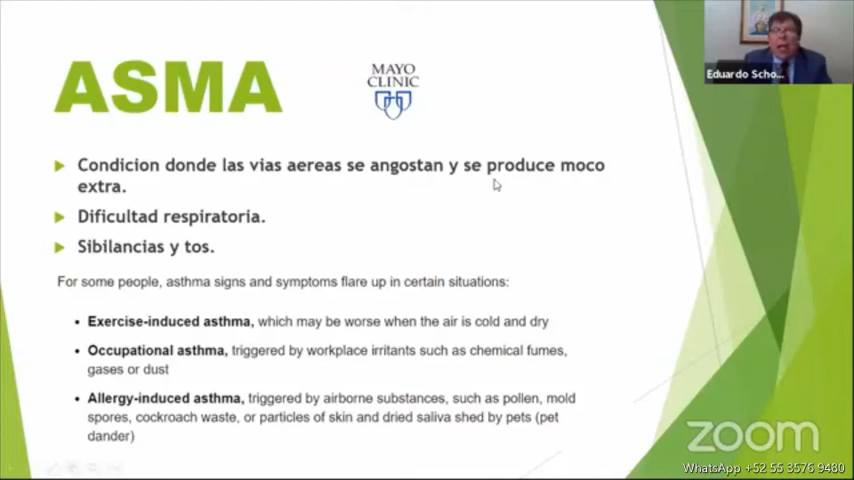 ASMA
MAYO
CLINIC
Eduardo Scho...
Condicion donde las vias aereas se angostan y se produce moco
extra.
Dificultad respiratoria.
Sibilancias y tos.
For some people, asthma signs and symptoms flare up in certain situations:
Exercise-induced asthma, which may be worse when the air is cold and dry
Occupational asthma, triggered by workplace irritants such as chemical fumes,
gases or dust
Allergy-induced asthma, triggered by airborne substances, such as pollen, mold
spores, cockroach waste, or particles of skin and dried saliva shed by pets (pet
dander)
zoom
WhatsApp +52 55 3576 9480